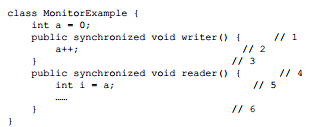 class MonitorExample {
int a = 0;
public synchronized void writer() { // 1
a++; // 2
} // 3
public synchronized void reader() { // 4
int i = a; // 5
……
} // 6
}